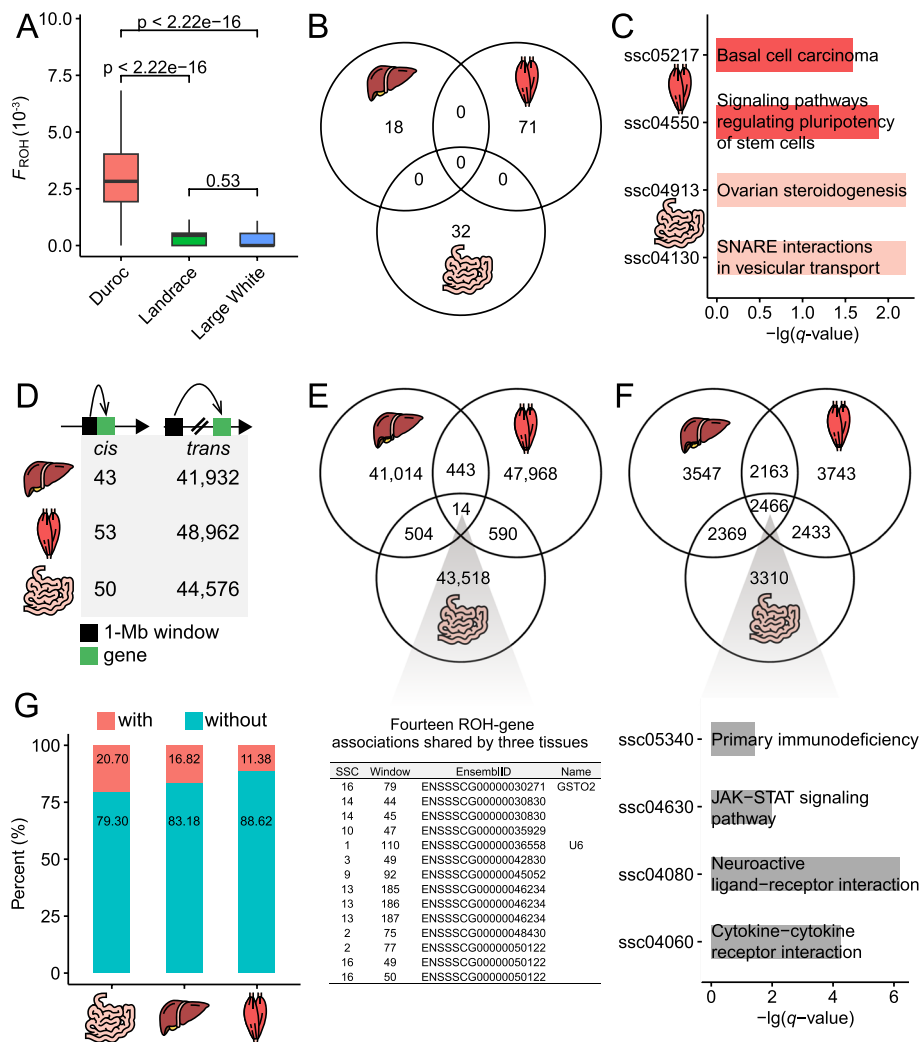 A
F_ROH (10⁻³)
10.0
7.5
5.0
2.5
0.0
p < 2.22e−16
p < 2.22e−16
0.53
Duroc
Landrace
Large White
B
18
0
71
0
0
0
32
C
ssc05217
Basal cell carcinoma
ssc04550
Signaling pathways
regulating pluripotency
of stem cells
ssc04913
Ovarian steroidogenesis
ssc04130
SNARE interactions
in vesicular transport
0.0 0.5 1.0 1.5 2.0
−lg(q-value)
D
cis trans
43 41,932
53 48,962
50 44,576
1-Mb window
gene
E
41,014
443
47,968
14
504
590
43,518
Fourteen ROH-gene
associations shared by three tissues
SSC Window EnsemblID Name
16 79 ENSSSCG00000030271 GSTO2
14 44 ENSSSCG00000030830
14 45 ENSSSCG00000030830
10 47 ENSSSCG00000035929
1 110 ENSSSCG00000036558 U6
3 49 ENSSSCG00000042830
9 92 ENSSSCG00000045052
13 185 ENSSSCG00000046234
13 186 ENSSSCG00000046234
13 187 ENSSSCG00000046234
2 75 ENSSSCG00000048430
2 77 ENSSSCG00000050122
16 49 ENSSSCG00000050122
16 50 ENSSSCG00000050122
F
3547
2163
3743
2466
2369
2433
3310
ssc05340
Primary immunodeficiency
ssc04630
JAK−STAT signaling
pathway
ssc04080
Neuroactive
ligand−receptor interaction
ssc04060
Cytokine−cytokine
receptor interaction
0 2 4 6
−lg(q−value)
G
with without
Percent (%)
100
75
50
25
0
20.70 16.82 11.38
79.30 83.18 88.62